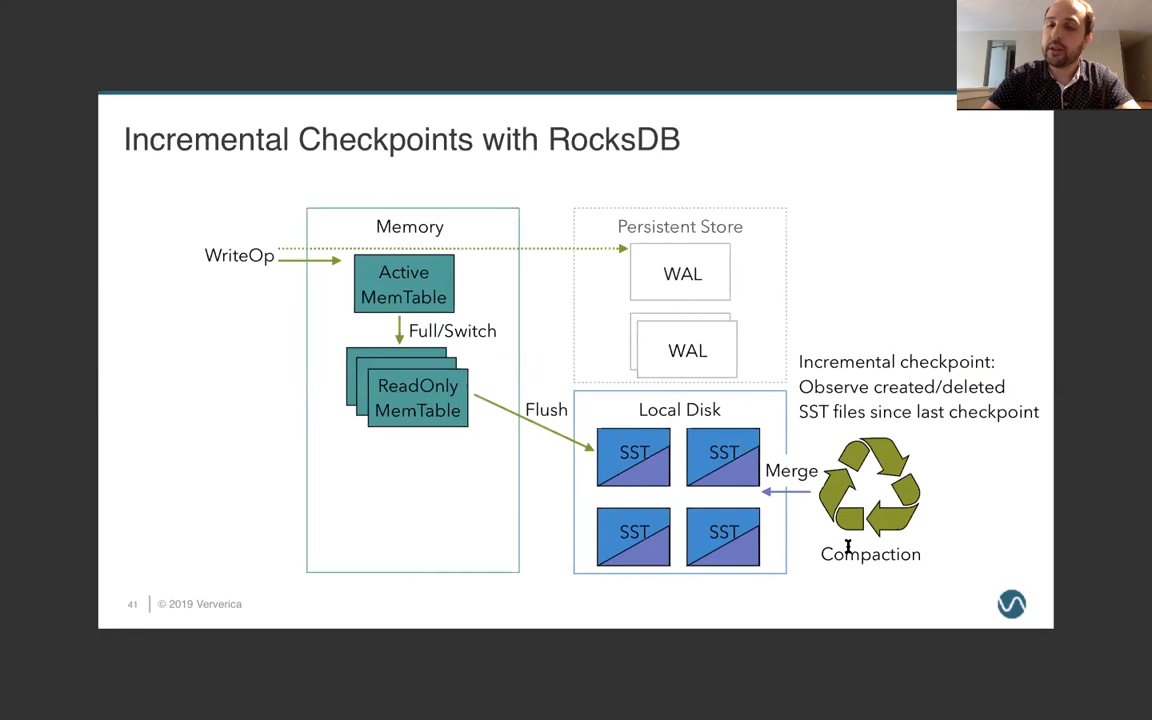 Incremental Checkpoints with RocksDB
Memory
Persistent Store
WriteOp
WAL
Active
MemTable
Full/Switch
WAL
ReadOnly
MemTable
Flush
Local Disk
Incremental checkpoint:
Observe created/deleted
SST files since last checkpoint
SST
SST
Merge
SST
SST
Compaction
41
© 2019 Ververica